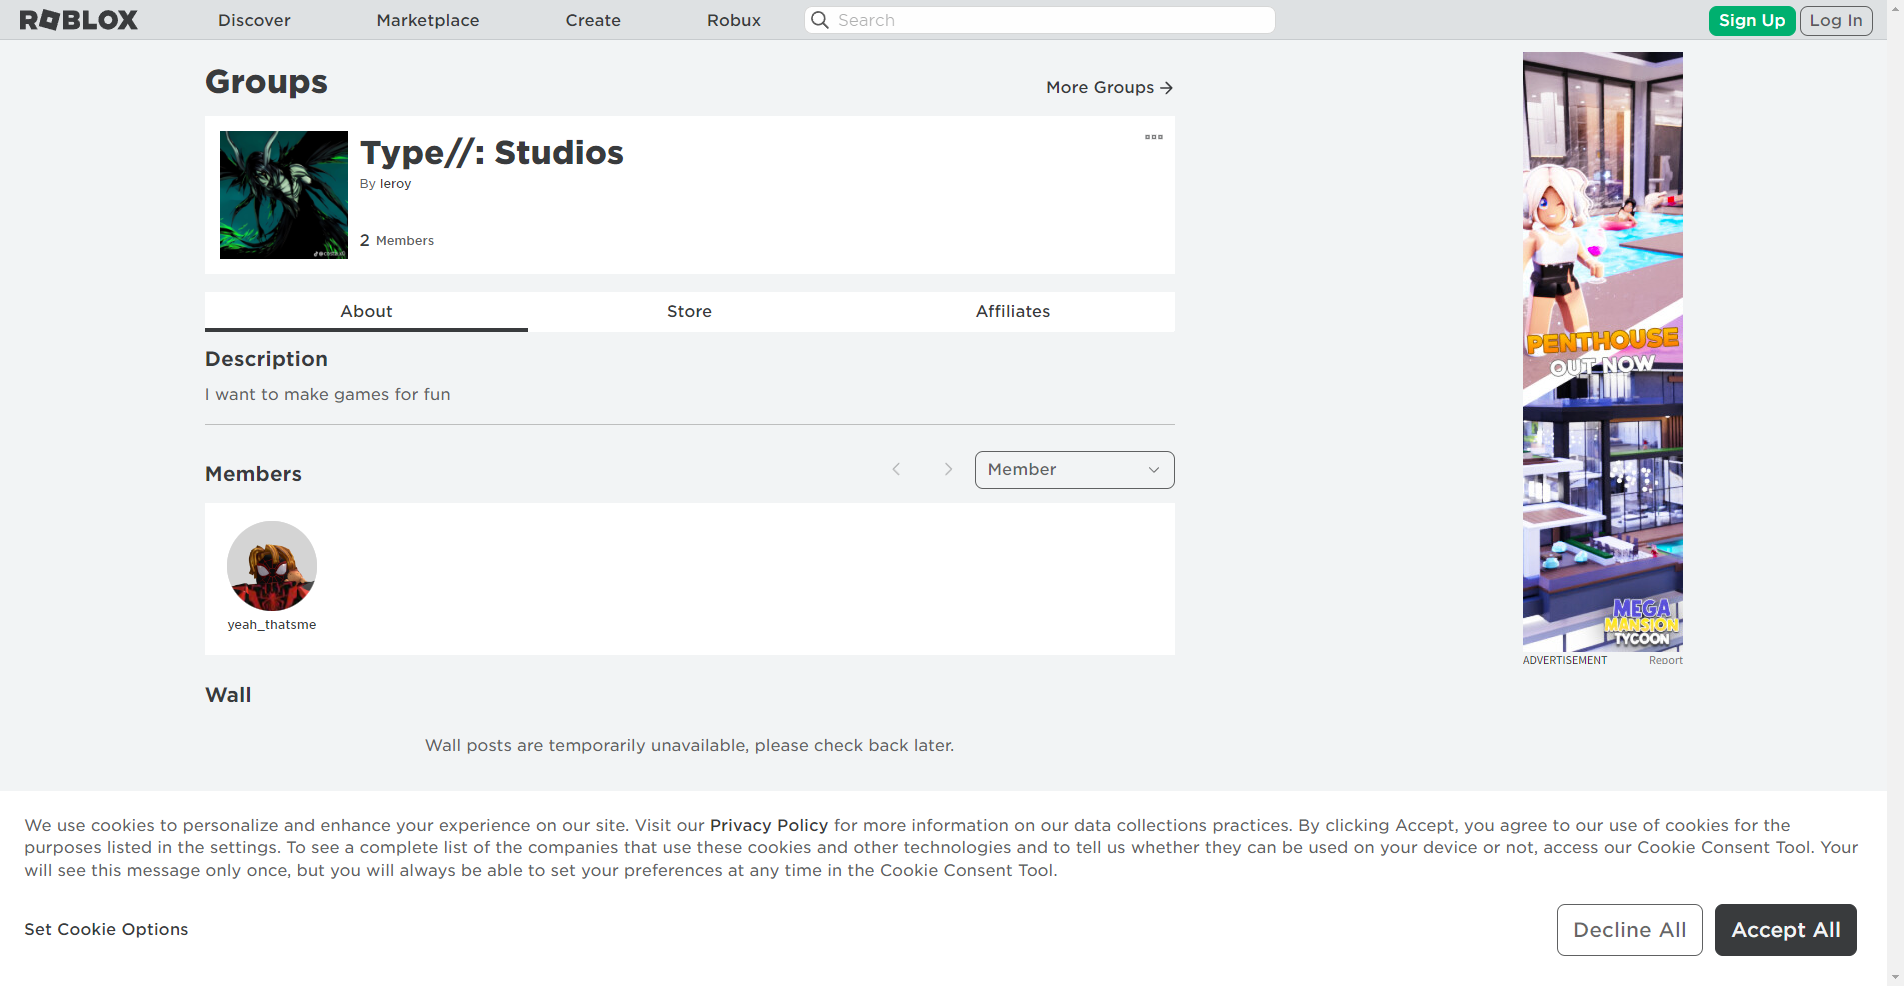 ROBLOX
Discover
Marketplace
Create
Robux
Search
Sign Up
Log In
Groups
More Groups
Type//: Studios
By leroy
2 Members
About
Store
Affiliates
Description
I want to make games for fun
Members
Member
yeah_thatsme
Wall
Wall posts are temporarily unavailable, please check back later.
PENTHOUSE
OUT NOW
MEGA
MANSION
TYCOON
ADVERTISEMENT
Report
We use cookies to personalize and enhance your experience on our site. Visit our Privacy Policy for more information on our data collections practices. By clicking Accept, you agree to our use of cookies for the
purposes listed in the settings. To see a complete list of the companies that use these cookies and other technologies and to tell us whether they can be used on your device or not, access our Cookie Consent Tool. Your
will see this message only once, but you will always be able to set your preferences at any time in the Cookie Consent Tool.
Set Cookie Options
Decline All
Accept All